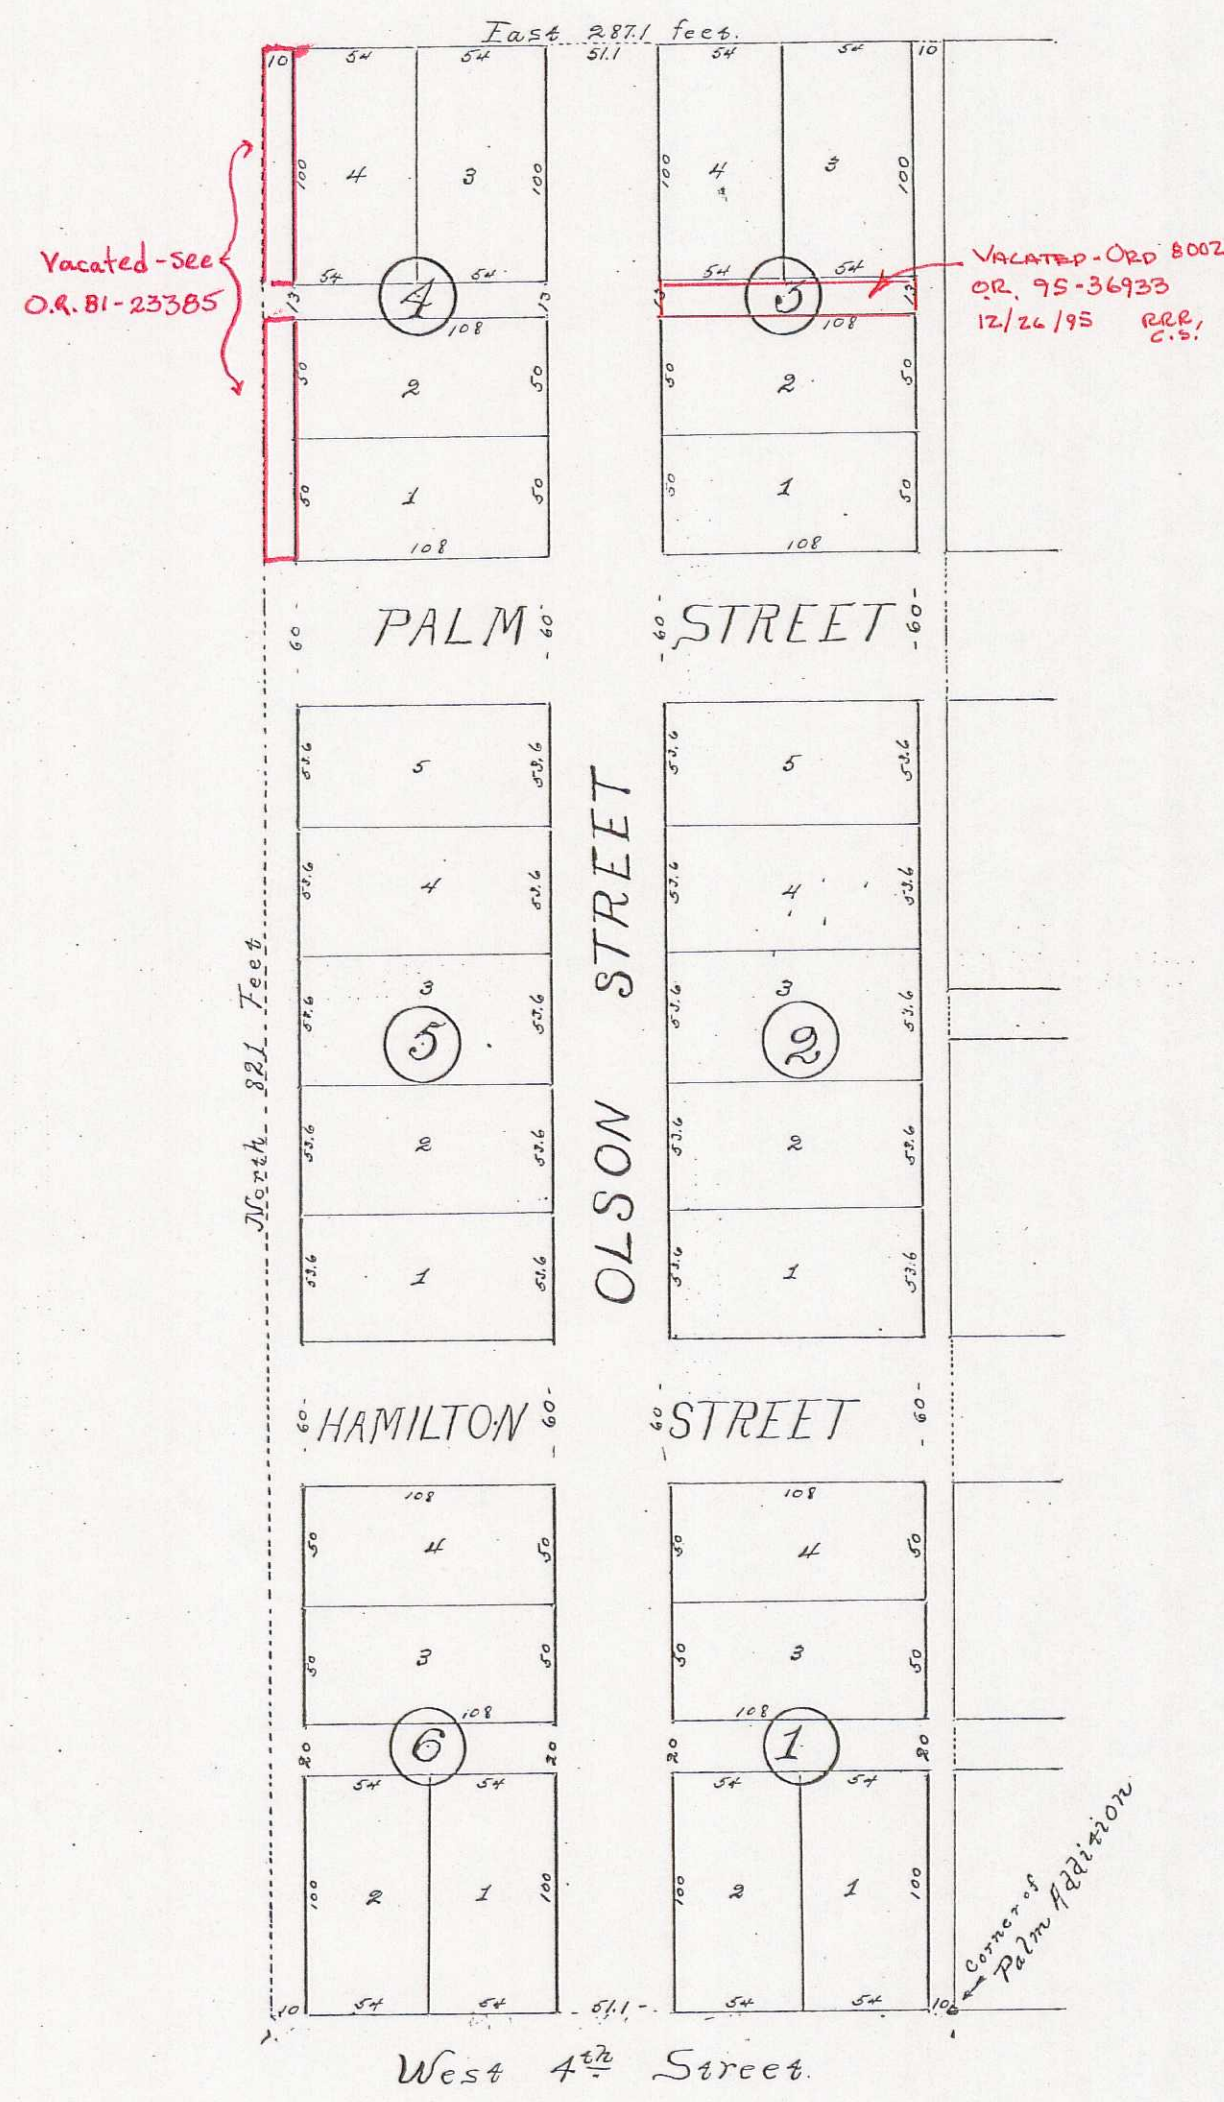 East 287.1 feet.
10 54 54 51.1 54 54 10
100 4 3 100 100 4 3 100
Vacated - see
O.R. 81-23385
VACATED - ORD 8002
O.R. 95-36933
12/26/95 RRR,
C.S.
54 54 54 54
13 4 13 13 3 13
108 108
50 2 50 50 2 50
50 1 50 50 1 50
108 108
PALM STREET
-60- -60- -60- -60-
53.6 5 53.6 53.6 5 53.6
53.6 4 53.6 53.6 4 53.6
53.6 3 53.6 53.6 3 53.6
5 2
53.6 2 53.6 53.6 2 53.6
53.6 1 53.6 53.6 1 53.6
OLSON STREET
North 821 Feet
-60- HAMILTON -60- -60- STREET -60-
108 108
50 4 50 50 4 50
50 3 50 50 3 50
108 108
20 6 20 20 1 20
54 54 54 54
100 2 1 100 100 2 1 100
10 54 54 -51.1- 54 54 10
Corner of
Palm Addition
West 4th Street.